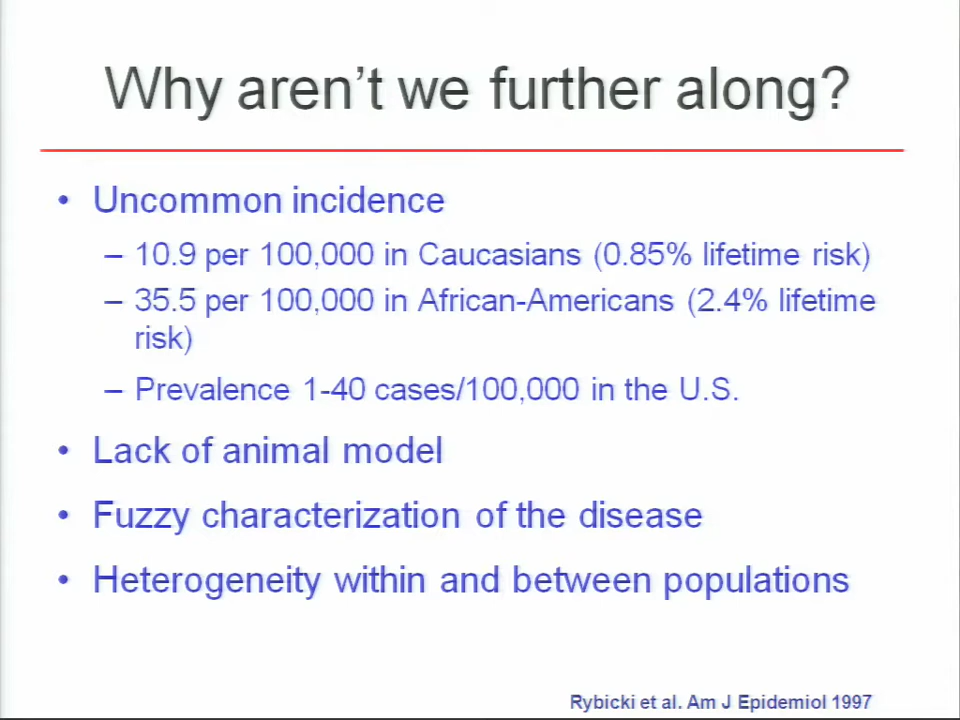 Why aren't we further along?
• Uncommon incidence
– 10.9 per 100,000 in Caucasians (0.85% lifetime risk)
– 35.5 per 100,000 in African-Americans (2.4% lifetime
risk)
– Prevalence 1-40 cases/100,000 in the U.S.
• Lack of animal model
• Fuzzy characterization of the disease
• Heterogeneity within and between populations
Rybicki et al. Am J Epidemiol 1997